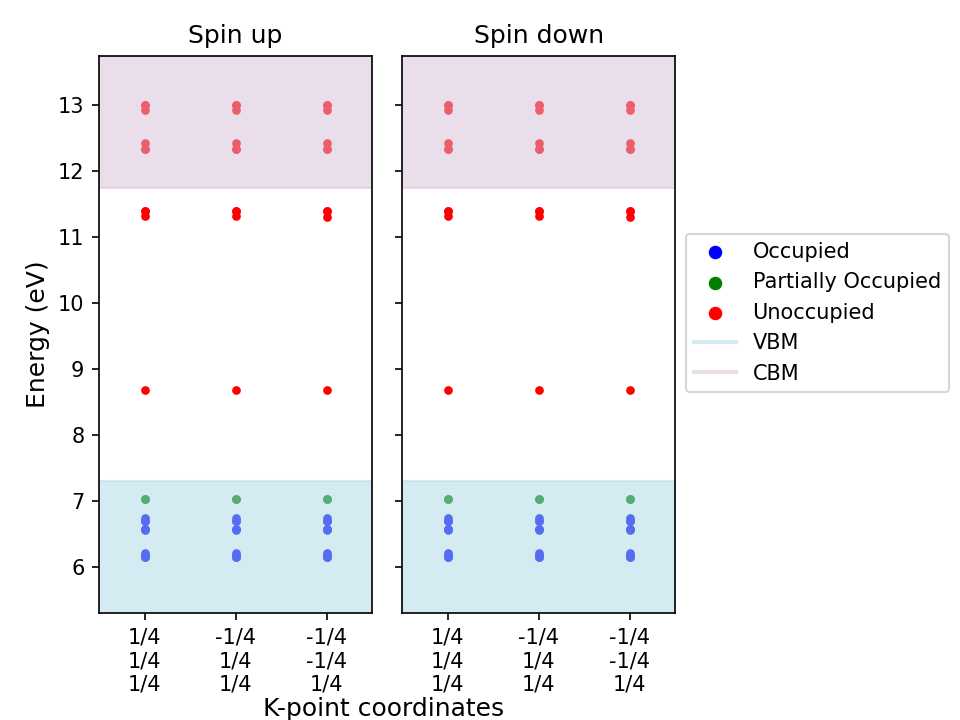 Spin up
Spin down
13
12
11
10
9
8
7
6
Energy (eV)
1/4 -1/4 -1/4 1/4 -1/4 -1/4
1/4 1/4 -1/4 1/4 1/4 -1/4
1/4 1/4 1/4 1/4 1/4 1/4
K-point coordinates
Occupied
Partially Occupied
Unoccupied
VBM
CBM